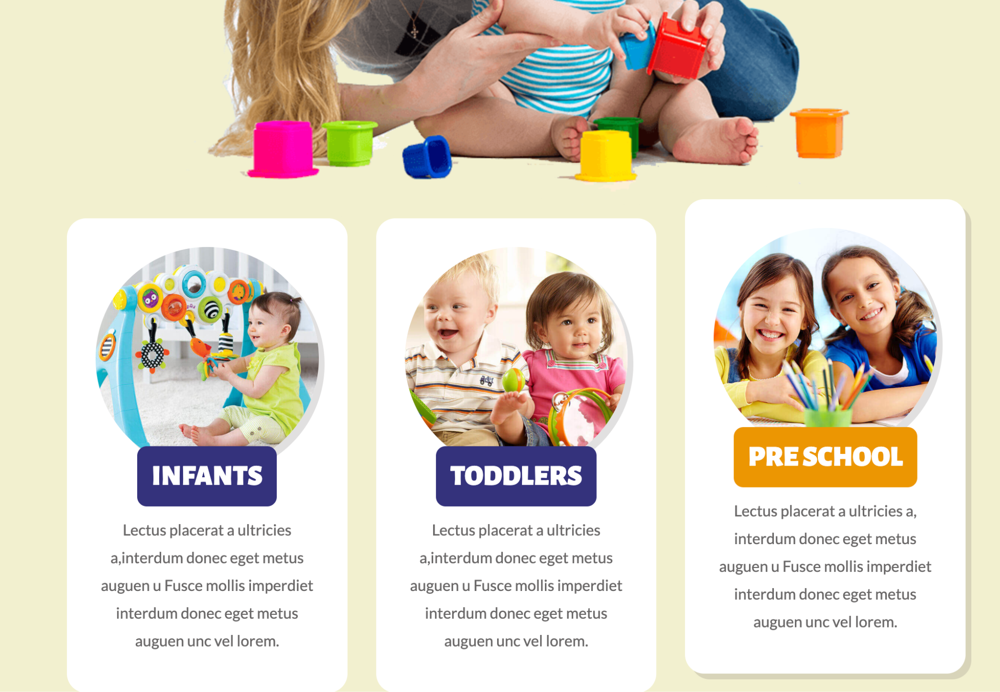 INFANTS
Lectus placerat a ultricies
a,interdum donec eget metus
auguen u Fusce mollis imperdiet
interdum donec eget metus
auguen unc vel lorem.
TODDLERS
Lectus placerat a ultricies
a,interdum donec eget metus
auguen u Fusce mollis imperdiet
interdum donec eget metus
auguen unc vel lorem.
PRE SCHOOL
Lectus placerat a ultricies a,
interdum donec eget metus
auguen u Fusce mollis imperdiet
interdum donec eget metus
auguen unc vel lorem.